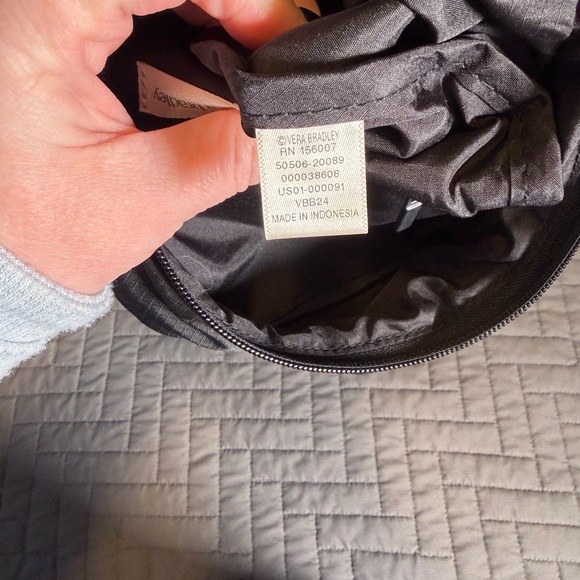 ©VERA BRADLEY
RN 156007
50506-20089
000038608
US01-000091
VBB24
MADE IN INDONESIA